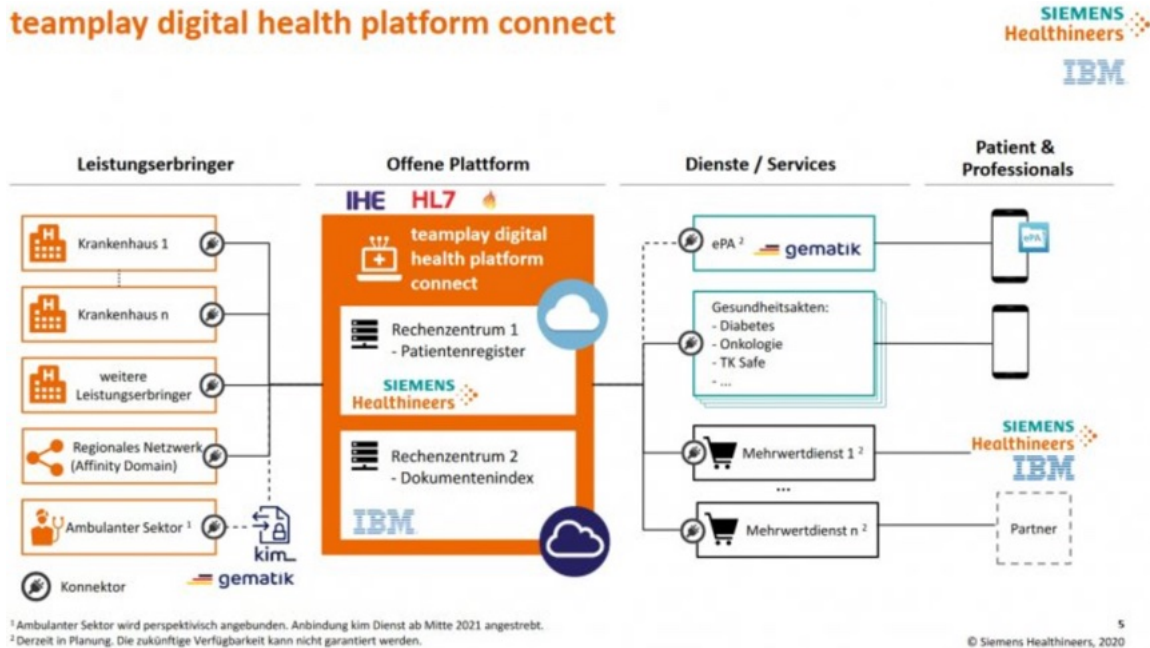 teamplay digital health platform connect
SIEMENS
Healthineers
IBM
Leistungserbringer
Offene Plattform
Dienste / Services
Patient &
Professionals
IHE HL7
Krankenhaus 1
Krankenhaus n
weitere
Leistungserbringer
Regionales Netzwerk
(Affinity Domain)
Ambulanter Sektor ¹
kim_
gematik
Konnektor
teamplay digital
health platform
connect
Rechenzentrum 1
- Patientenregister
SIEMENS
Healthineers
Rechenzentrum 2
- Dokumentenindex
IBM
ePA ² gematik
Gesundheitsakten:
- Diabetes
- Onkologie
- TK Safe
- ...
Mehrwertdienst 1 ²
...
Mehrwertdienst n ²
ePA
SIEMENS
Healthineers
IBM
Partner
¹ Ambulanter Sektor wird perspektivisch angebunden. Anbindung kim Dienst ab Mitte 2021 angestrebt.
² Derzeit in Planung. Die zukünftige Verfügbarkeit kann nicht garantiert werden.
5
© Siemens Healthineers, 2020